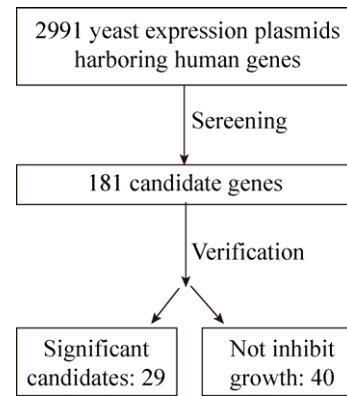 2991 yeast expression plasmids
harboring human genes
Sereening
181 candidate genes
Verification
Significant
candidates: 29
Not inhibit
growth: 40